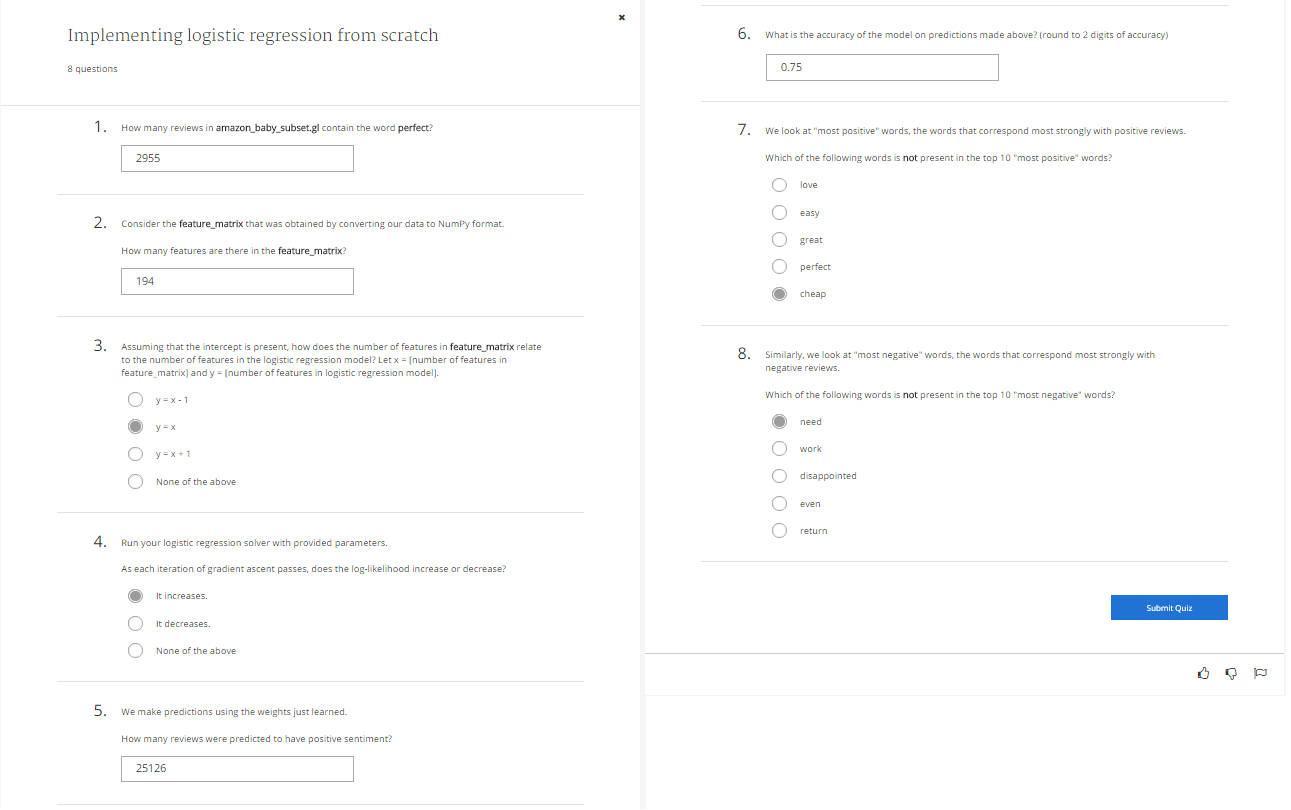 ×
Implementing logistic regression from scratch
8 questions
1. How many reviews in amazon_baby_subset.gl contain the word perfect?
2955
2. Consider the feature_matrix that was obtained by converting our data to NumPy format.
How many features are there in the feature_matrix?
194
3. Assuming that the intercept is present, how does the number of features in feature_matrix relate
to the number of features in the logistic regression model? Let x = [number of features in
feature_matrix] and y = [number of features in logistic regression model].
y = x - 1
y = x
y = x + 1
None of the above
4. Run your logistic regression solver with provided parameters.
As each iteration of gradient ascent passes, does the log-likelihood increase or decrease?
It increases.
It decreases.
None of the above
5. We make predictions using the weights just learned.
How many reviews were predicted to have positive sentiment?
25126
6. What is the accuracy of the model on predictions made above? (round to 2 digits of accuracy)
0.75
7. We look at "most positive" words, the words that correspond most strongly with positive reviews.
Which of the following words is not present in the top 10 "most positive" words?
love
easy
great
perfect
cheap
8. Similarly, we look at "most negative" words, the words that correspond most strongly with
negative reviews.
Which of the following words is not present in the top 10 "most negative" words?
need
work
disappointed
even
return
Submit Quiz